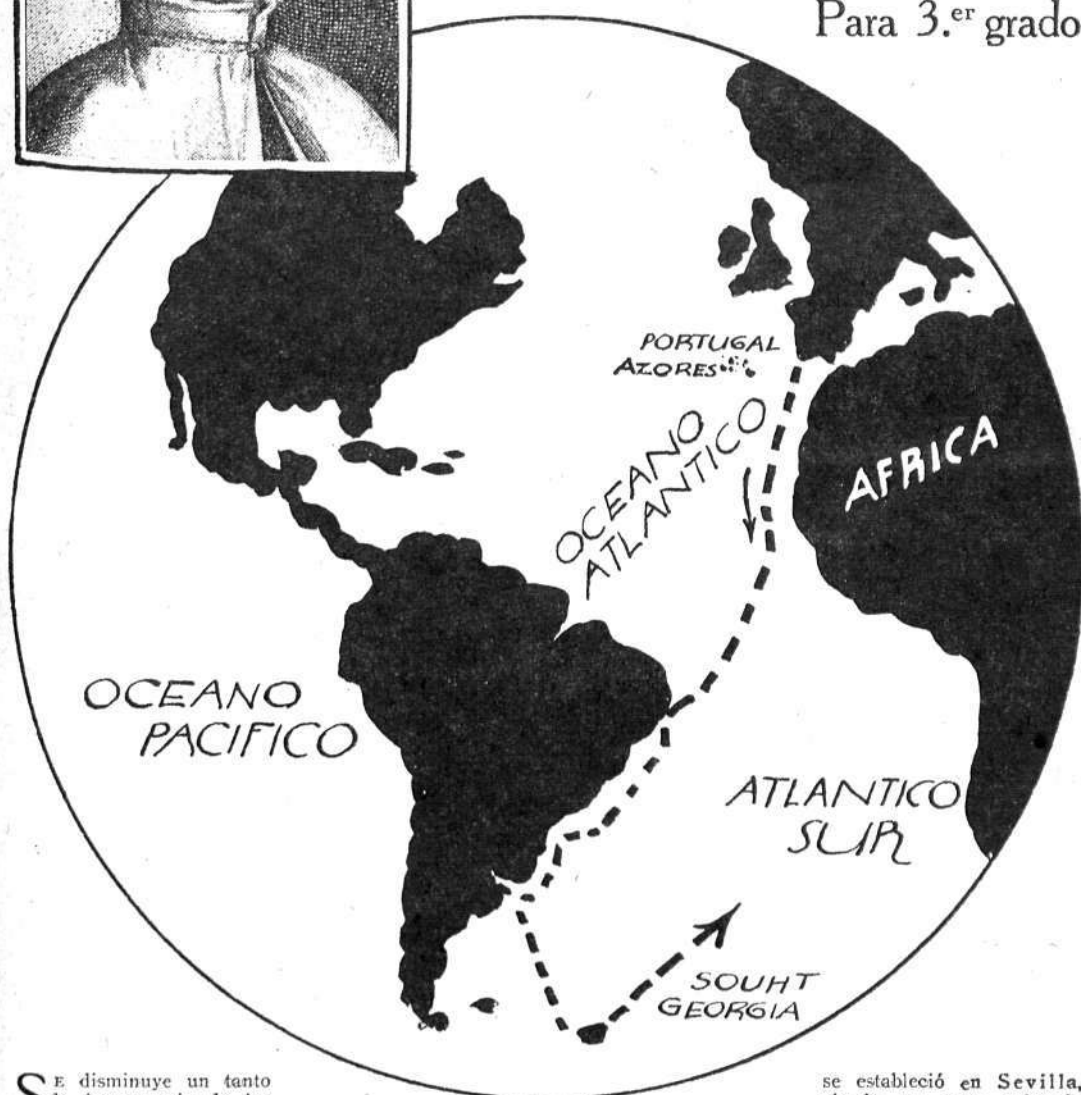 Para 3.er grado
PORTUGAL
AZORES
OCEANO
ATLANTICO
AFRICA
OCEANO
PACIFICO
ATLANTICO
SUR
SOUHT
GEORGIA
SE disminuye un tanto
se estableció en Sevilla,